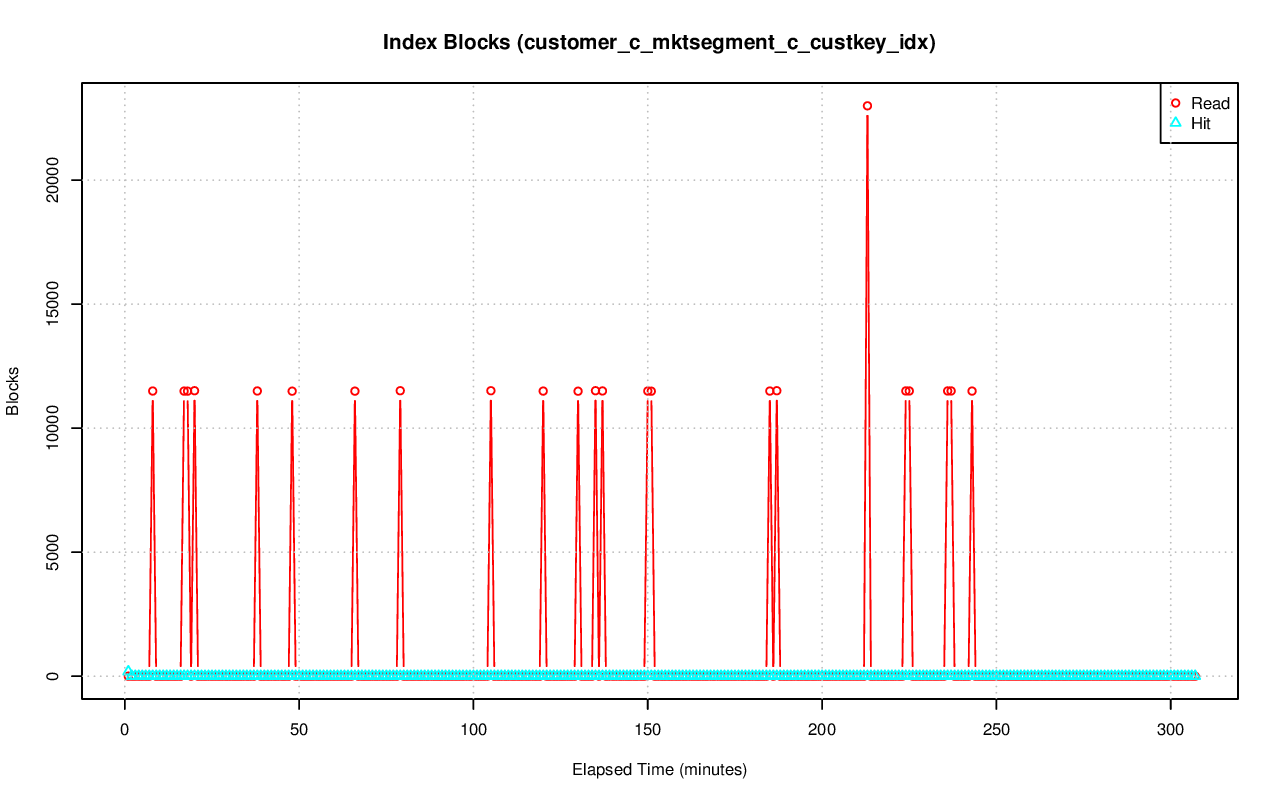 Index Blocks (customer_c_mktsegment_c_custkey_idx)
Read
Hit
Blocks
20000
15000
10000
5000
0
0 50 100 150 200 250 300
Elapsed Time (minutes)